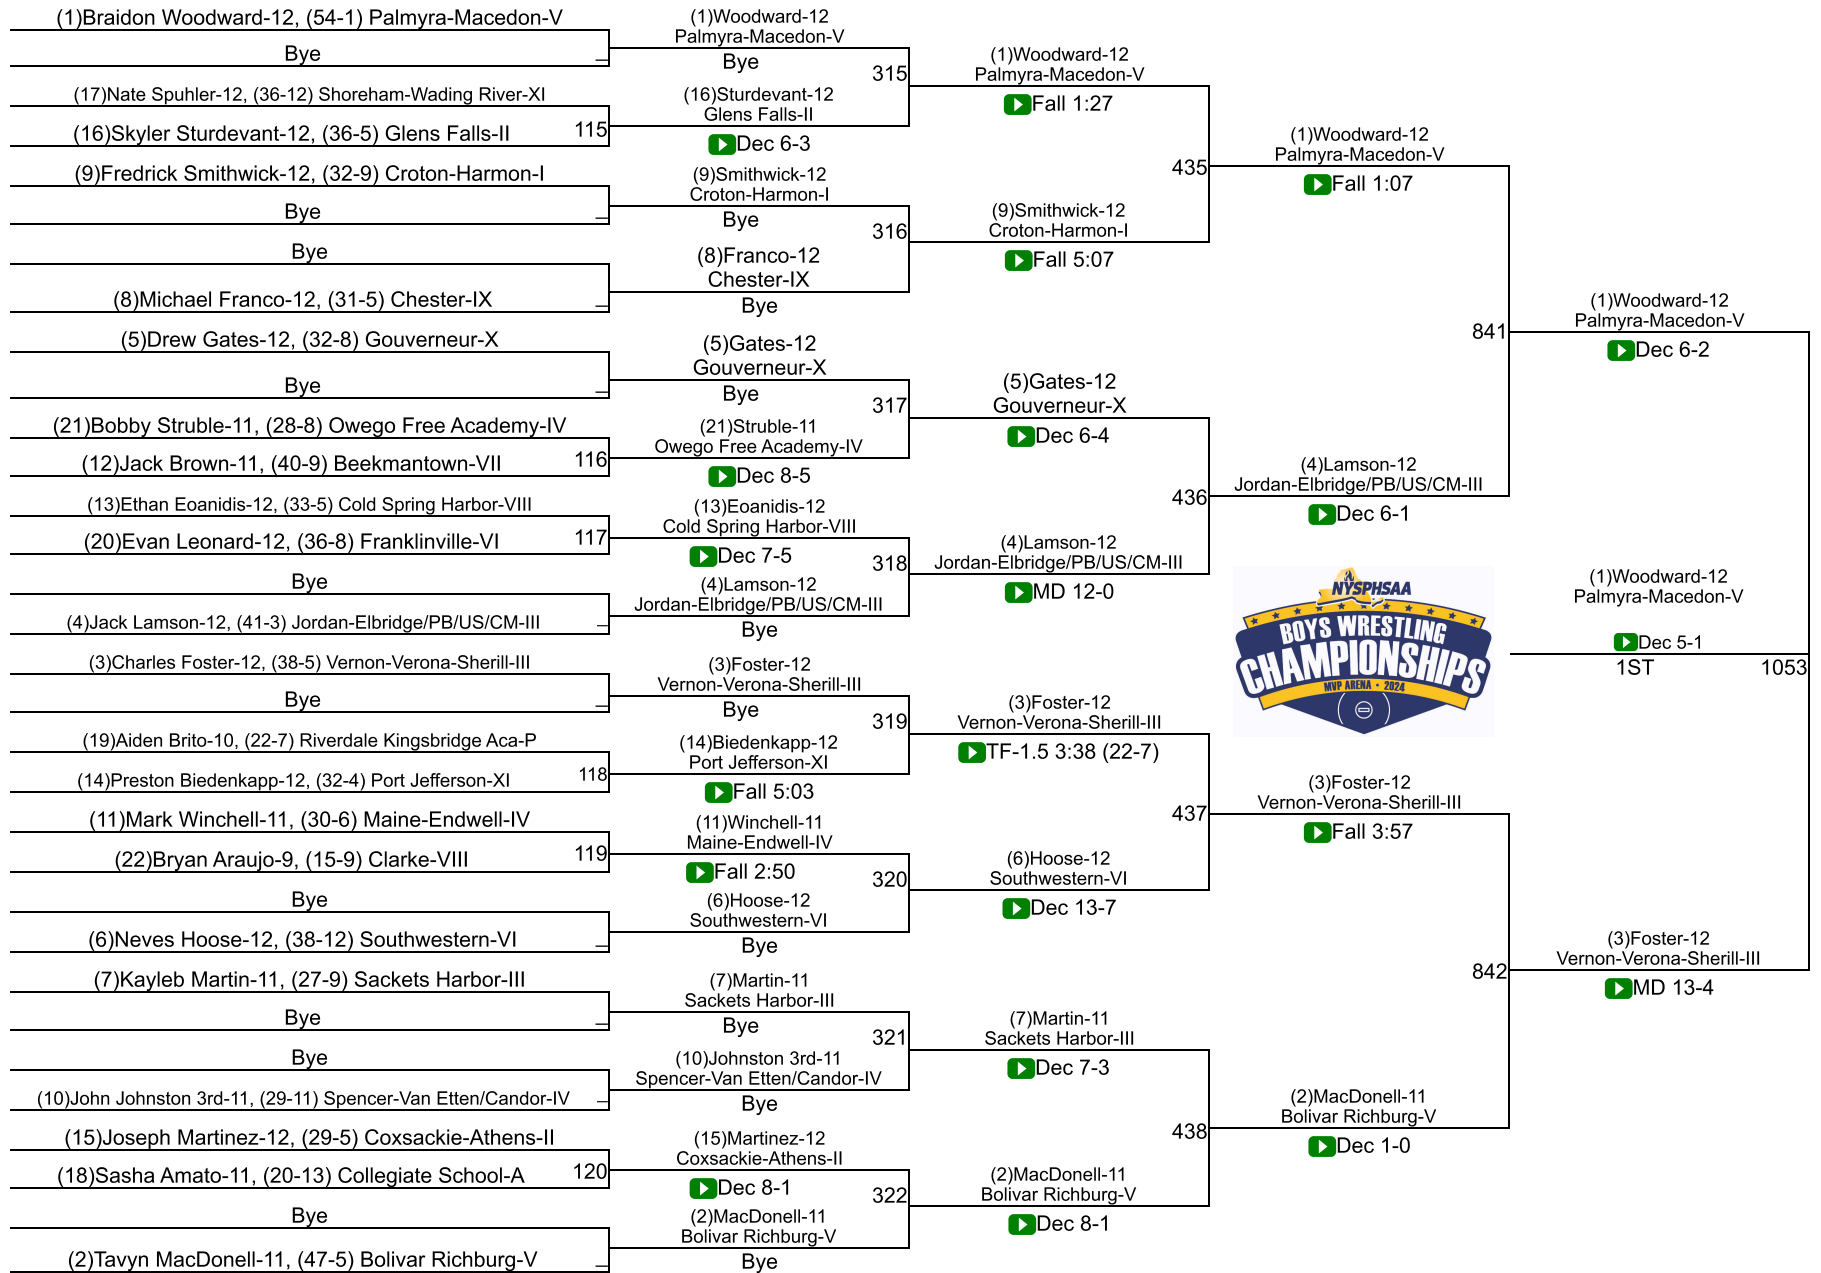 (1)Braidon Woodward-12, (54-1) Palmyra-Macedon-V
Bye
(17)Nate Spuhler-12, (36-12) Shoreham-Wading River-XI
(16)Skyler Sturdevant-12, (36-5) Glens Falls-II
115
(9)Fredrick Smithwick-12, (32-9) Croton-Harmon-I
Bye
Bye
(8)Michael Franco-12, (31-5) Chester-IX
(5)Drew Gates-12, (32-8) Gouverneur-X
Bye
(21)Bobby Struble-11, (28-8) Owego Free Academy-IV
(12)Jack Brown-11, (40-9) Beekmantown-VII
116
(13)Ethan Eoanidis-12, (33-5) Cold Spring Harbor-VIII
(20)Evan Leonard-12, (36-8) Franklinville-VI
117
Bye
(4)Jack Lamson-12, (41-3) Jordan-Elbridge/PB/US/CM-III
(3)Charles Foster-12, (38-5) Vernon-Verona-Sherill-III
Bye
(19)Aiden Brito-10, (22-7) Riverdale Kingsbridge Aca-P
(14)Preston Biedenkapp-12, (32-4) Port Jefferson-XI
118
(11)Mark Winchell-11, (30-6) Maine-Endwell-IV
(22)Bryan Araujo-9, (15-9) Clarke-VIII
119
Bye
(6)Neves Hoose-12, (38-12) Southwestern-VI
(7)Kayleb Martin-11, (27-9) Sackets Harbor-III
Bye
Bye
(10)John Johnston 3rd-11, (29-11) Spencer-Van Etten/Candor-IV
(15)Joseph Martinez-12, (29-5) Coxsackie-Athens-II
(18)Sasha Amato-11, (20-13) Collegiate School-A
120
Bye
(2)Tavyn MacDonell-11, (47-5) Bolivar Richburg-V
(1)Woodward-12
Palmyra-Macedon-V
Bye
315
(16)Sturdevant-12
Glens Falls-II
Dec 6-3
(9)Smithwick-12
Croton-Harmon-I
Bye
316
(8)Franco-12
Chester-IX
Bye
(5)Gates-12
Gouverneur-X
Bye
317
(21)Struble-11
Owego Free Academy-IV
Dec 8-5
(13)Eoanidis-12
Cold Spring Harbor-VIII
Dec 7-5
318
(4)Lamson-12
Jordan-Elbridge/PB/US/CM-III
Bye
(3)Foster-12
Vernon-Verona-Sherill-III
Bye
319
(14)Biedenkapp-12
Port Jefferson-XI
Fall 5:03
(11)Winchell-11
Maine-Endwell-IV
Fall 2:50
320
(6)Hoose-12
Southwestern-VI
Bye
(7)Martin-11
Sackets Harbor-III
Bye
321
(10)Johnston 3rd-11
Spencer-Van Etten/Candor-IV
Bye
(15)Martinez-12
Coxsackie-Athens-II
Dec 8-1
322
(2)MacDonell-11
Bolivar Richburg-V
Bye
(1)Woodward-12
Palmyra-Macedon-V
Fall 1:27
435
(9)Smithwick-12
Croton-Harmon-I
Fall 5:07
(5)Gates-12
Gouverneur-X
Dec 6-4
436
(4)Lamson-12
Jordan-Elbridge/PB/US/CM-III
MD 12-0
(3)Foster-12
Vernon-Verona-Sherill-III
TF-1.5 3:38 (22-7)
437
(6)Hoose-12
Southwestern-VI
Dec 13-7
(7)Martin-11
Sackets Harbor-III
Dec 7-3
438
(2)MacDonell-11
Bolivar Richburg-V
Dec 8-1
(1)Woodward-12
Palmyra-Macedon-V
Fall 1:07
841
(4)Lamson-12
Jordan-Elbridge/PB/US/CM-III
Dec 6-1
NYSPHSAA
BOYS WRESTLING
CHAMPIONSHIPS
MVP ARENA • 2024
(3)Foster-12
Vernon-Verona-Sherill-III
Fall 3:57
842
(2)MacDonell-11
Bolivar Richburg-V
Dec 1-0
(1)Woodward-12
Palmyra-Macedon-V
Dec 6-2
(1)Woodward-12
Palmyra-Macedon-V
Dec 5-1
1ST
1053
(3)Foster-12
Vernon-Verona-Sherill-III
MD 13-4